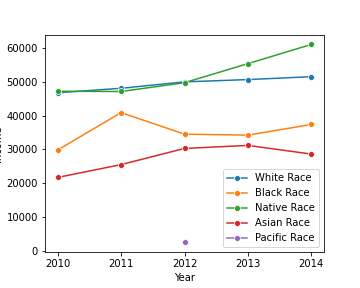 60000
50000
40000
30000
20000
10000
0
2010 2011 2012 2013 2014
Year
White Race
Black Race
Native Race
Asian Race
Pacific Race